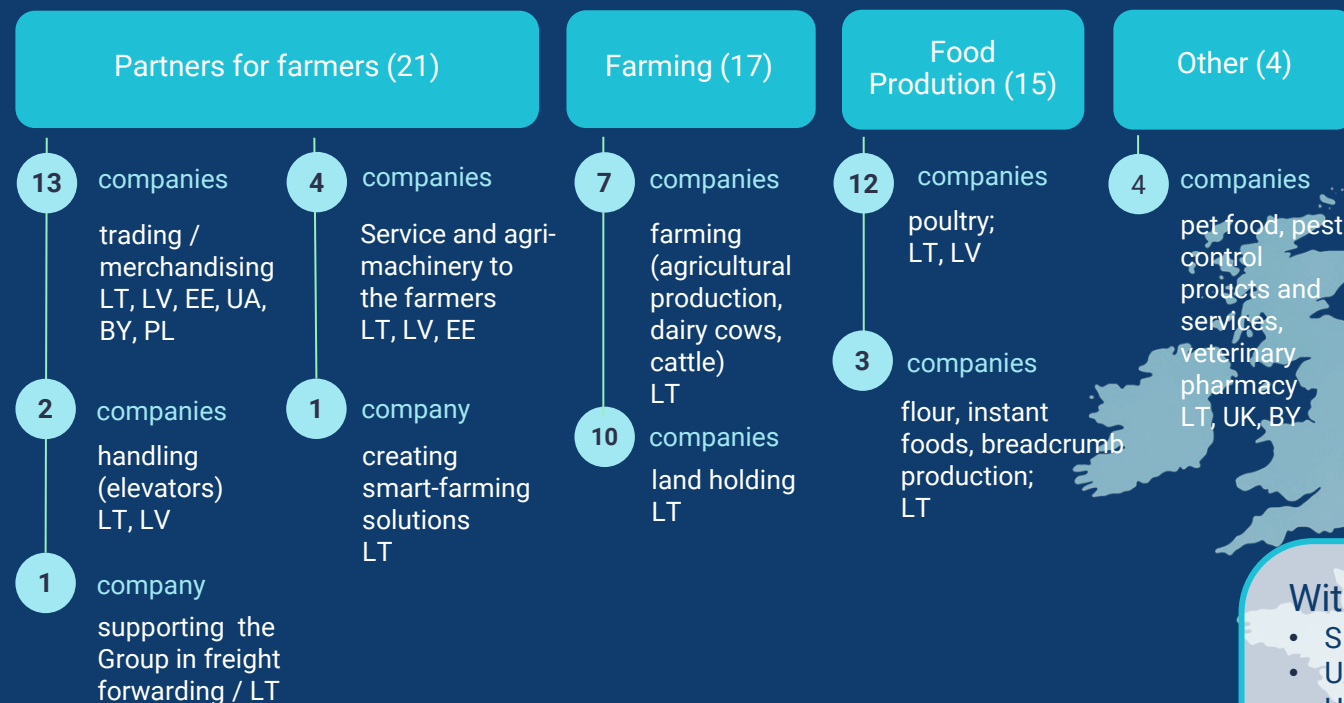 Partners for farmers (21)
13
companies
trading /
merchandising
LT, LV, EE, UA,
BY, PL
2
companies
handling
(elevators)
LT, LV
1
company
supporting the
Group in freight
forwarding / LT
4
companies
Service and agri-
machinery to
the farmers
LT, LV, EE
1
company
creating
smart-farming
solutions
LT
Farming (17)
7
companies
farming
(agricultural
production,
dairy cows,
cattle)
LT
10
companies
land holding
LT
Food
Prodution (15)
12
companies
poultry;
LT, LV
3
companies
flour, instant
foods, breadcrumb
production;
LT
Other (4)
4
companies
pet food, pest
control
proucts and
services,
veterinary
pharmacy
LT, UK, BY
Wit
• S
• U